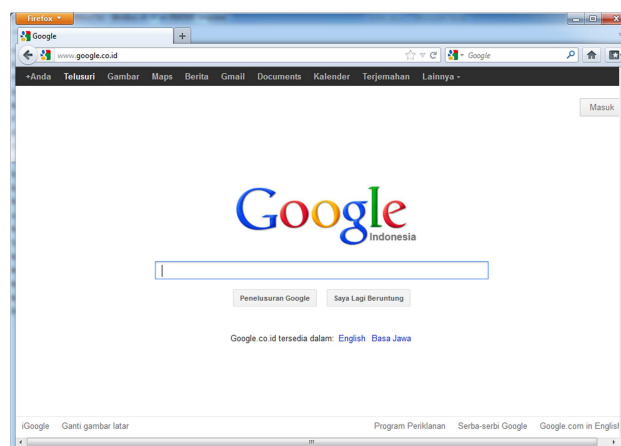 Firefox
Google
www.google.co.id
Google
+Anda Telusuri Gambar Maps Berita Gmail Documents Kalender Terjemahan Lainnya
Masuk
Google
Indonesia
Penelusuran Google Saya Lagi Beruntung
Google.co.id tersedia dalam: English Basa Jawa
iGoogle Ganti gambar latar Program Periklanan Serba-serbi Google Google.com in English